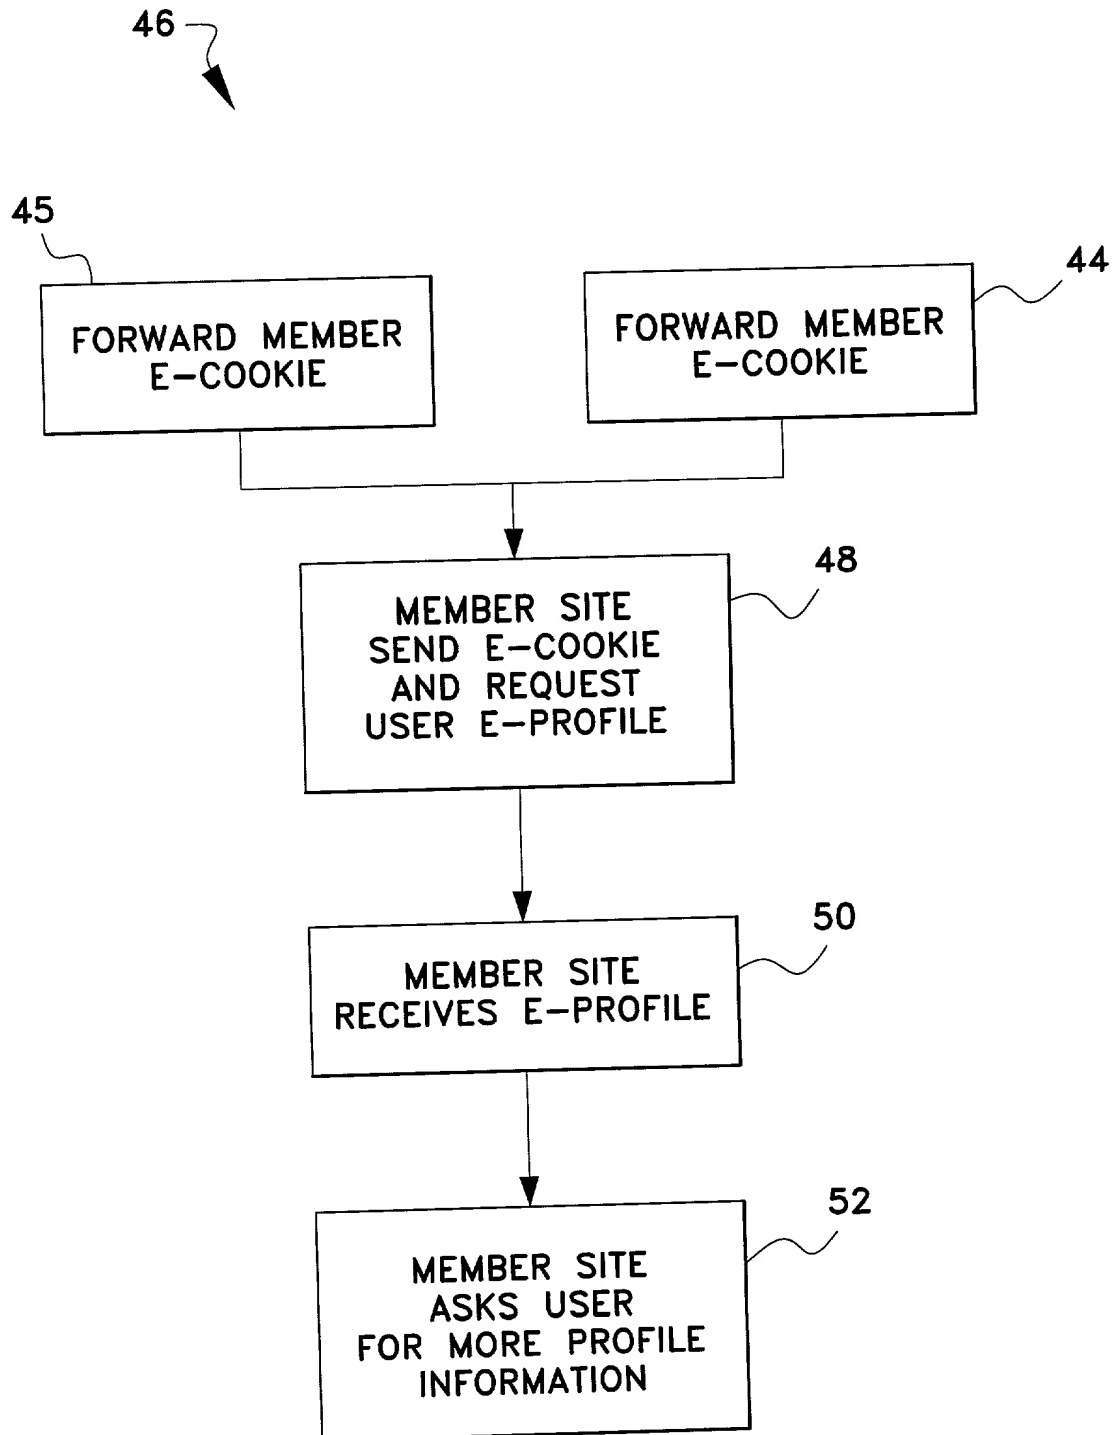 46
45
44
FORWARD MEMBER
E-COOKIE
FORWARD MEMBER
E-COOKIE
48
MEMBER SITE
SEND E-COOKIE
AND REQUEST
USER E-PROFILE
50
MEMBER SITE
RECEIVES E-PROFILE
52
MEMBER SITE
ASKS USER
FOR MORE PROFILE
INFORMATION